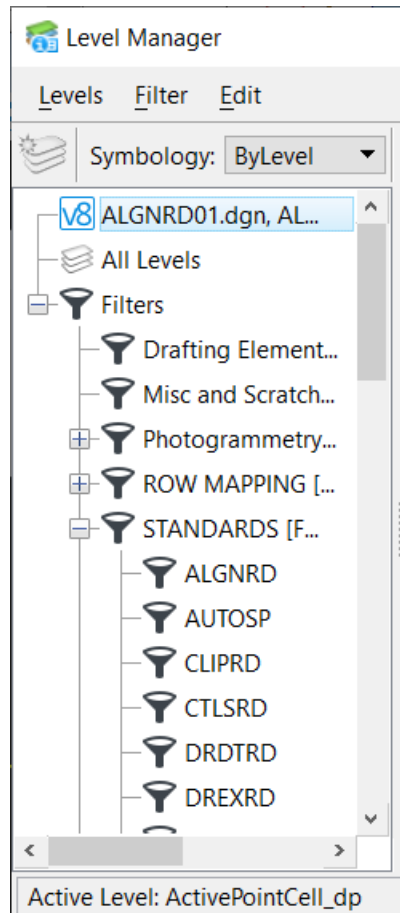 Level Manager
Levels Filter Edit
Symbology: ByLevel
V8 ALGNRD01.dgn, AL...
All Levels
Filters
Drafting Element...
Misc and Scratch...
Photogrammetry...
ROW MAPPING [...
STANDARDS [F...
ALGNRD
AUTOSP
CLIPRD
CTLSRD
DRDTRD
DREXRD
Active Level: ActivePointCell_dp